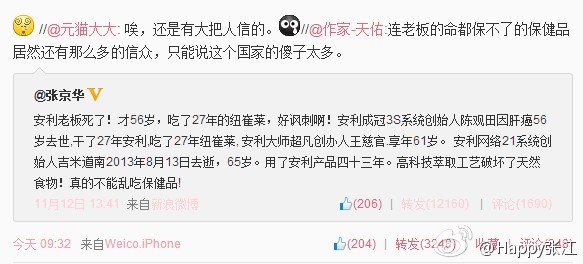 //@元猫大大: 唉，还是有大把人信的。//@作家-天佑:连老板的命都保不了的保健品
居然还有那么多的信众，只能说这个国家的傻子太多。
@张京华
安利老板死了！才56岁，吃了27年的纽崔莱，好讽刺啊！安利成冠3S系统创始人陈观田因肝癌56
岁去世,干了27年安利,吃了27年纽崔莱, 安利大师超凡创办人王慈官,享年61岁。 安利网络21系统创
始人吉米道南2013年8月13日去逝，65岁。用了安利产品四十三年。高科技萃取工艺破坏了天然
食物！真的不能乱吃保健品!
11月12日 13:41 来自新浪微博 (206) | 转发(12160) | 评论(1690)
今天 09:32 来自Weico.iPhone (204) | 转发(3243) | 收藏 | 评论
@Happy张江